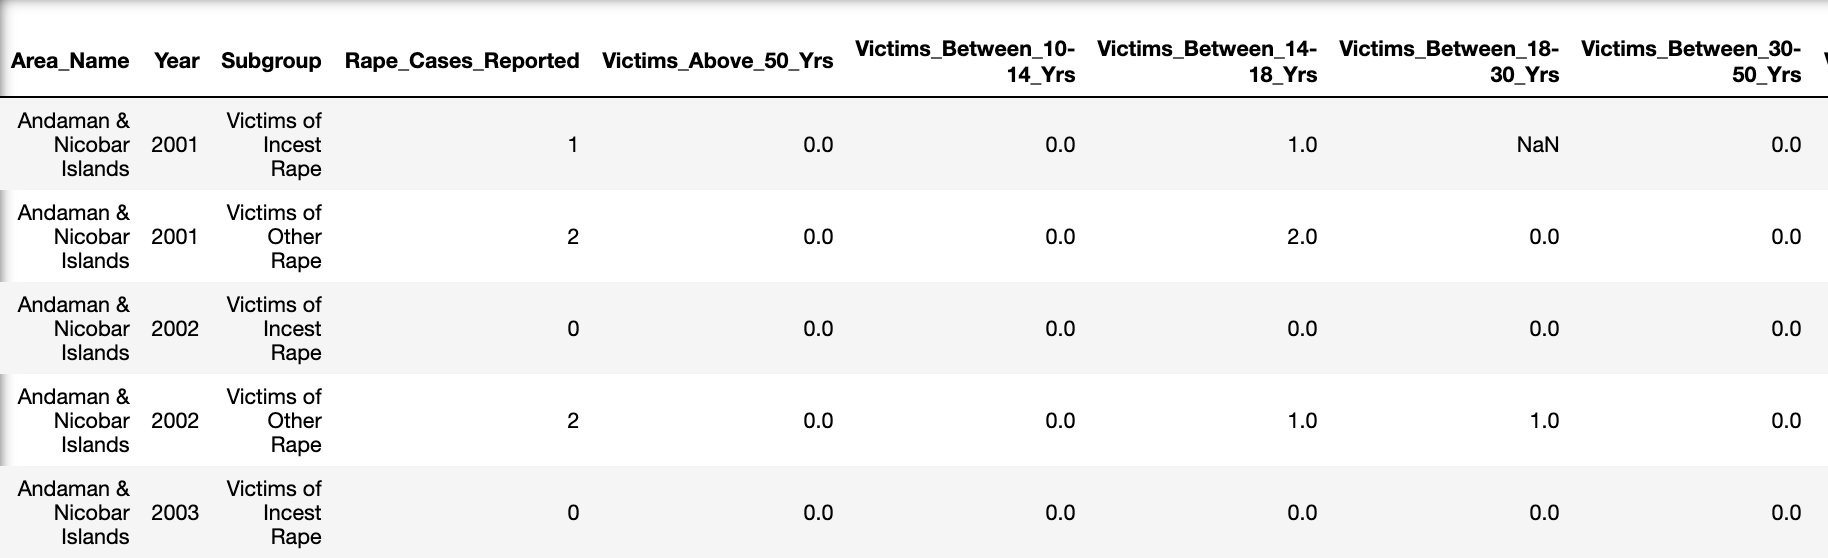 Area_Name Year Subgroup Rape_Cases_Reported Victims_Above_50_Yrs Victims_Between_10-14_Yrs Victims_Between_14-18_Yrs Victims_Between_18-30_Yrs Victims_Between_30-50_Yrs
Andaman & Nicobar Islands 2001 Victims of Incest Rape 1 0.0 0.0 1.0 NaN 0.0
Andaman & Nicobar Islands 2001 Victims of Other Rape 2 0.0 0.0 2.0 0.0 0.0
Andaman & Nicobar Islands 2002 Victims of Incest Rape 0 0.0 0.0 0.0 0.0 0.0
Andaman & Nicobar Islands 2002 Victims of Other Rape 2 0.0 0.0 1.0 1.0 0.0
Andaman & Nicobar Islands 2003 Victims of Incest Rape 0 0.0 0.0 0.0 0.0 0.0